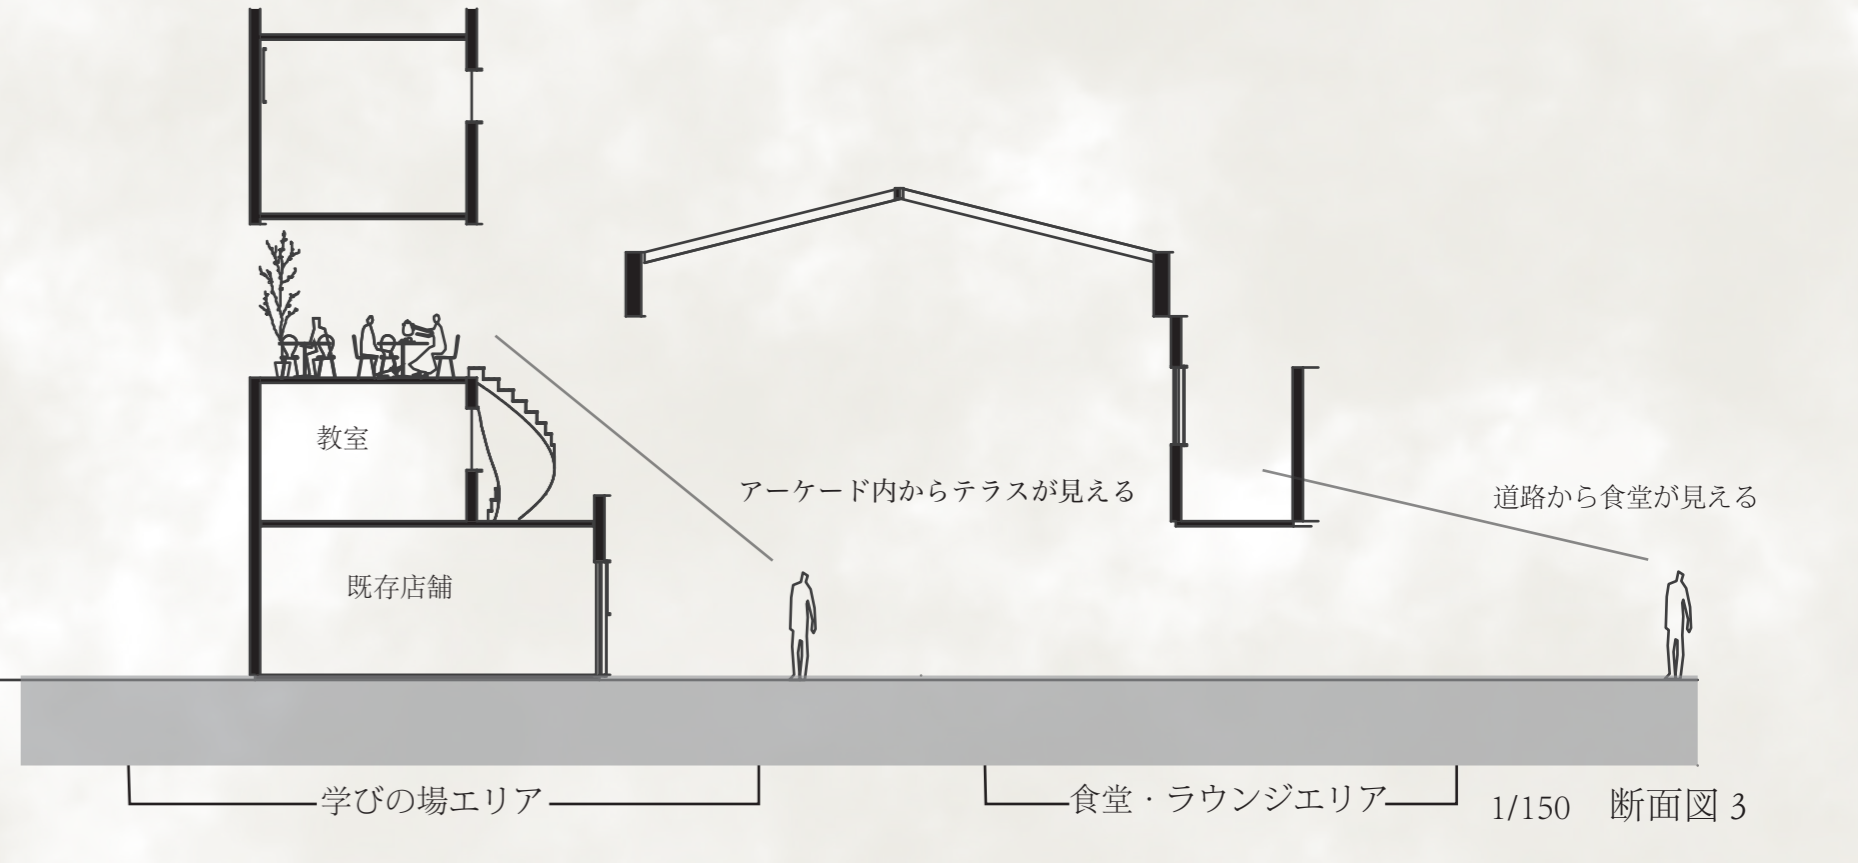 教室
アーケード内からテラスが見える
道路から食堂が見える
既存店舗
学びの場エリア
食堂・ラウンジエリア
1/150 断面図 3